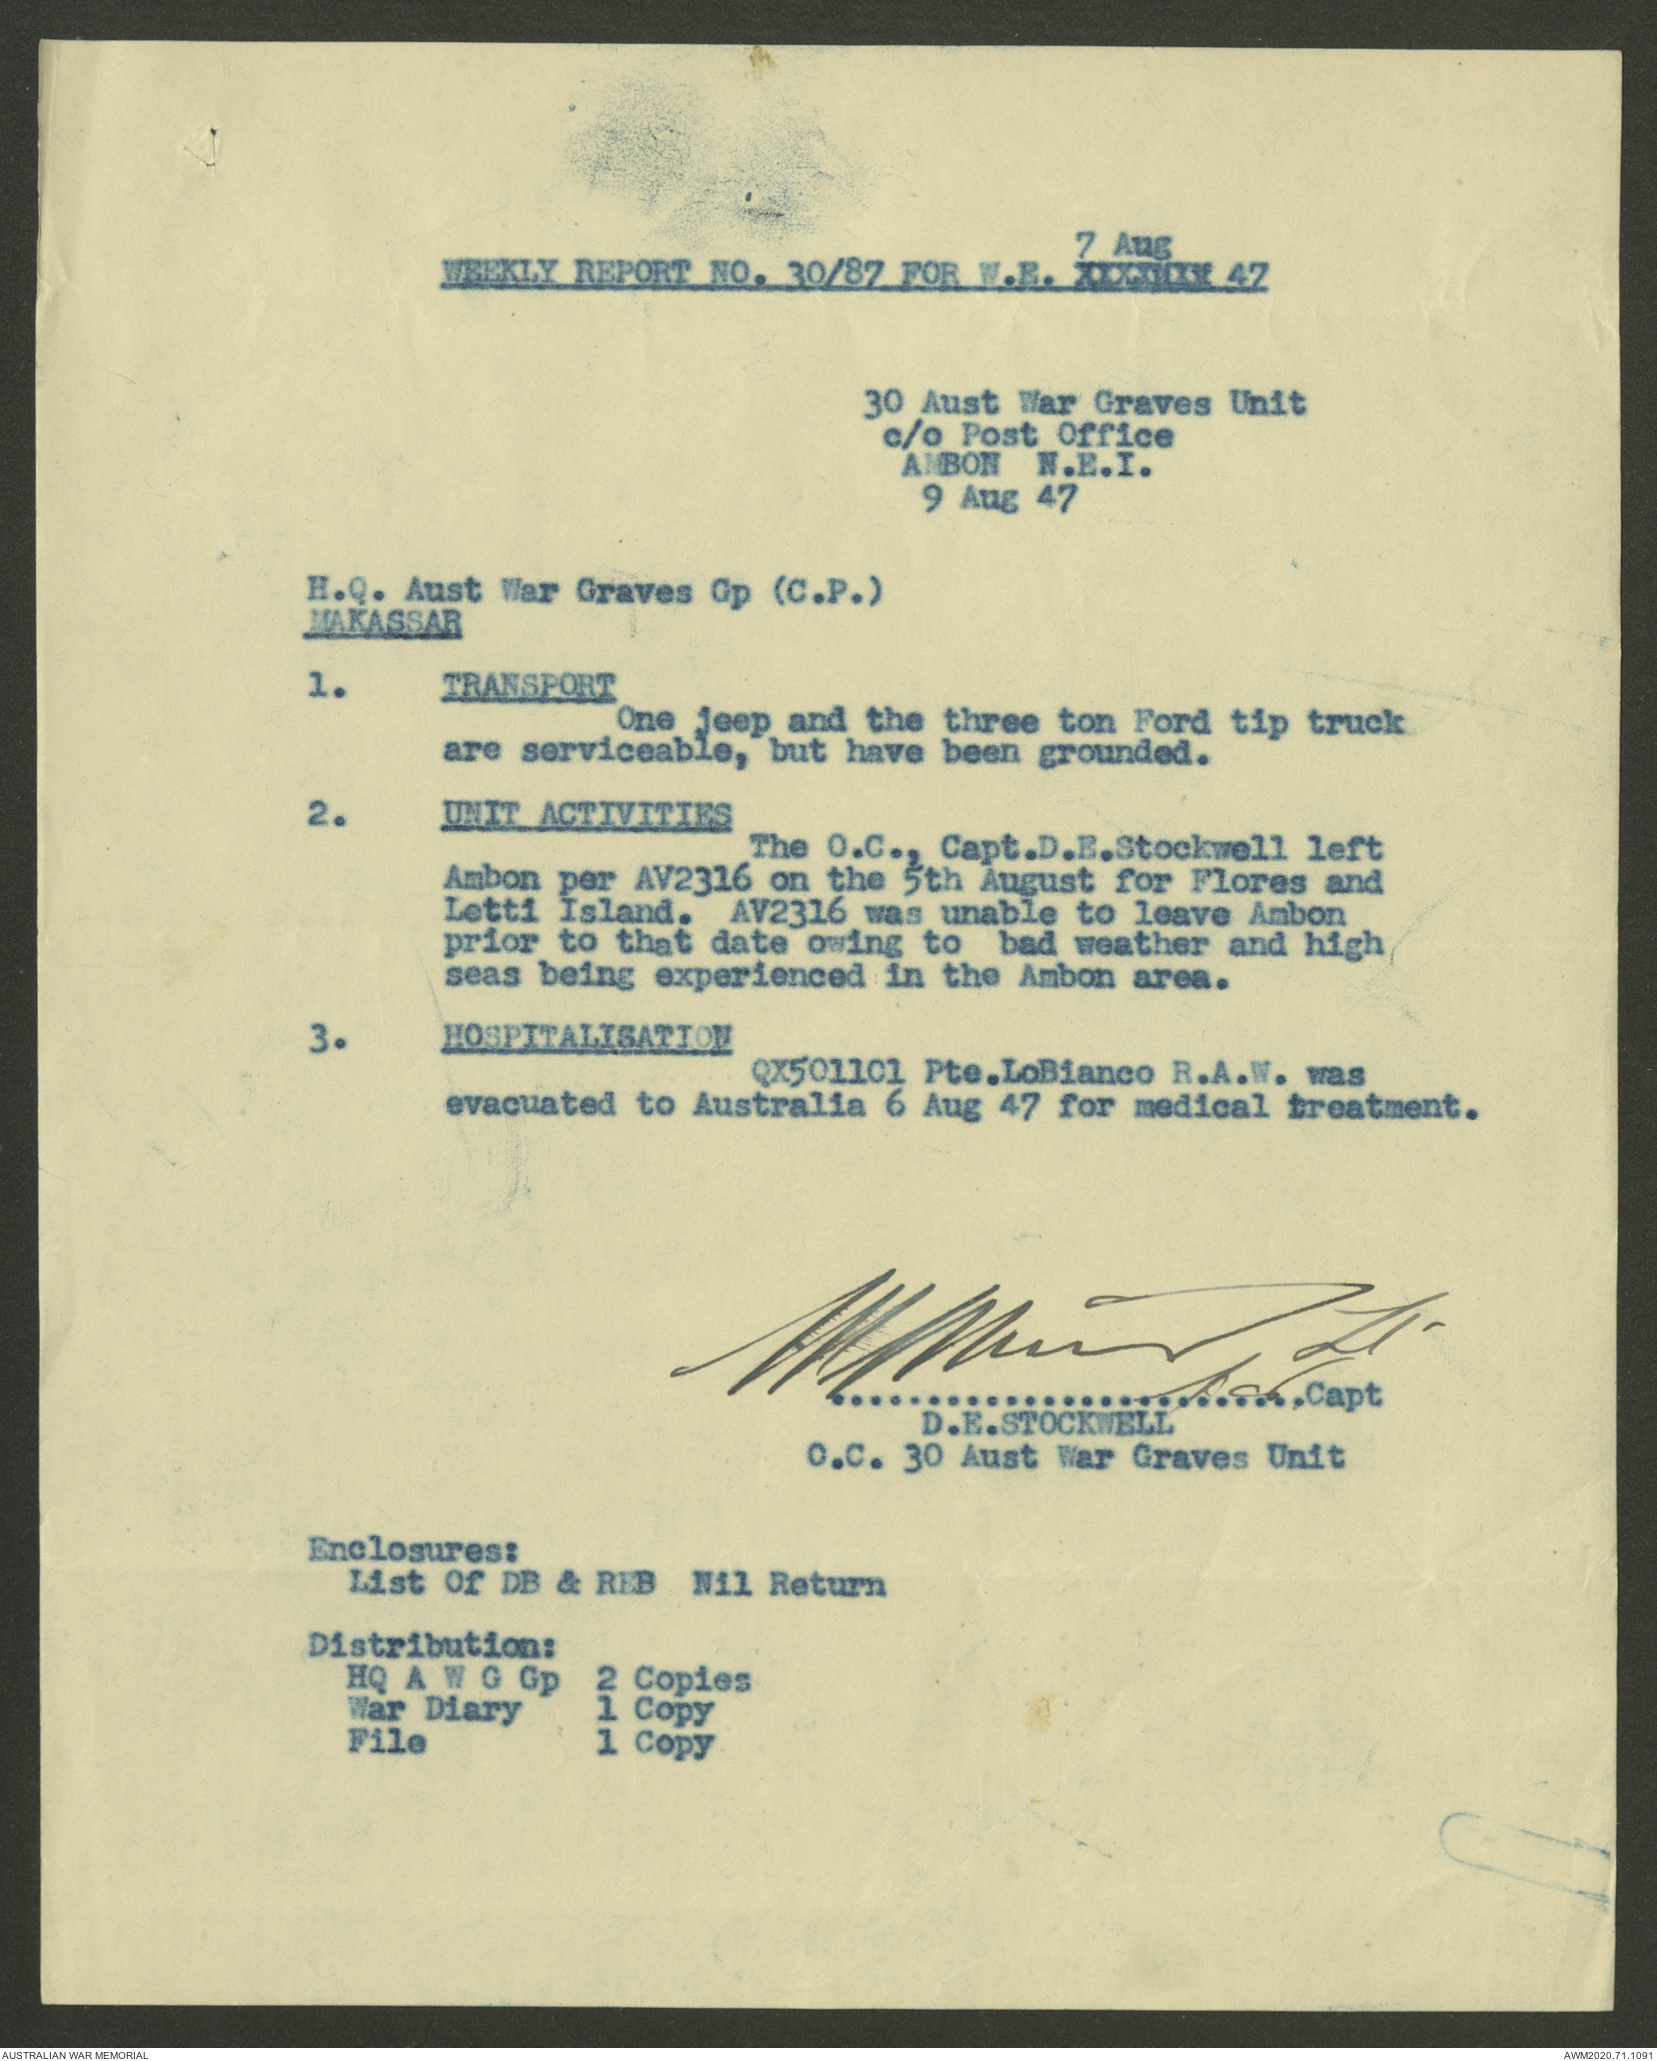 7 Aug
WEEKLY REPORT NO. 30/87 FOR W.E. 47
30 Aust War Graves Unit
c/o Post Office
AMBON N.E.I.
9 Aug 47
H.Q. Aust War Graves Gp (C.P.)
MAKASSAR
1. TRANSPORT
One jeep and the three ton Ford tip truck
are serviceable, but have been grounded.
2. UNIT ACTIVITIES
The O.C., Capt.D.E.Stockwell left
Ambon per AV2316 on the 5th August for Flores and
Letti Island. AV2316 was unable to leave Ambon
prior to that date owing to bad weather and high
seas being experienced in the Ambon area.
3. HOSPITALISATION
QX501101 Pte.LoBianco R.A.W. was
evacuated to Australia 6 Aug 47 for medical treatment.
Lt.
for
.........................Capt
D.E.STOCKWELL
O.C. 30 Aust War Graves Unit
Enclosures:
List Of DB & REB Nil Return
Distribution:
HQ A W G Gp 2 Copies
War Diary 1 Copy
File 1 Copy
AUSTRALIAN WAR MEMORIAL
AWM2020.71.1091